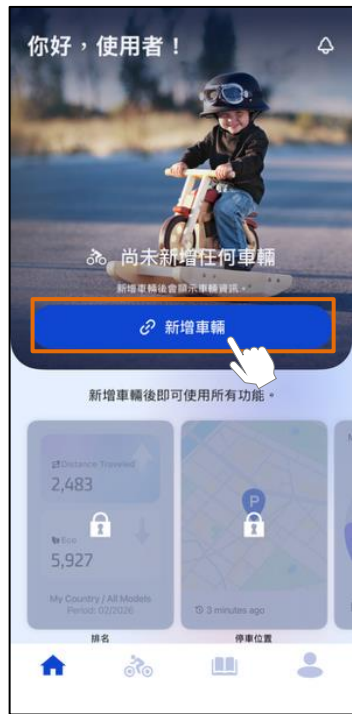 你好，使用者！
尚未新增任何車輛
新增車輛後會顯示車輛資訊。
新增車輛
新增車輛後即可使用所有功能。
Distance Traveled
2,483
Eco
5,927
My Country / All Models
Period: 02/2026
P
3 minutes ago
排名
停車位置